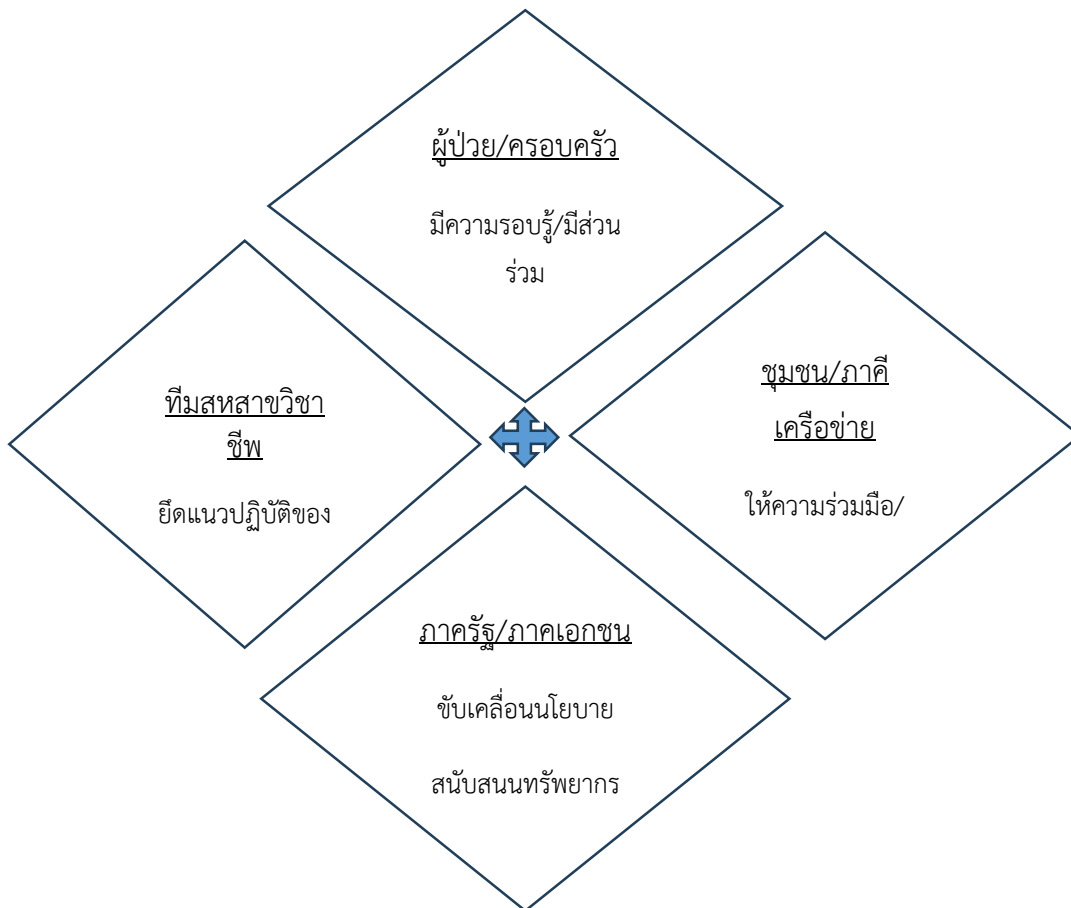 ผู้ป่วย/ครอบครัว
มีความรอบรู้/มีส่วน
ร่วม
ทีมสหสาขวิชา
ชีพ
ยึดแนวปฏิบัติของ
ชุมชน/ภาคี
เครือข่าย
ให้ความร่วมมือ/
ภาครัฐ/ภาคเอกชน
ขับเคลื่อนนโยบาย
สนับสนนทรัพยากร